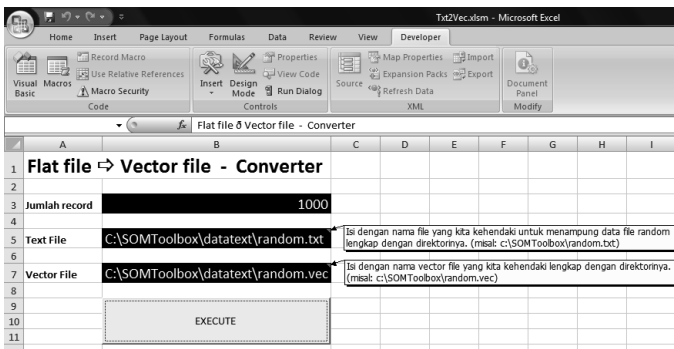 Txt2Vec.xlsm - Microsoft Excel
Home Insert Page Layout Formulas Data Review View Developer
Visual Basic
Macros
Record Macro
Use Relative References
Macro Security
Code
Insert
Design Mode
Properties
View Code
Run Dialog
Controls
Source
Map Properties
Expansion Packs
Refresh Data
Import
Export
XML
Document Panel
Modify
fx Flat file ð Vector file - Converter
A B C D E F G H I
1 Flat file ⇨ Vector file - Converter
2
3 Jumlah record 1000
4
5 Text File C:\SOMToolbox\datatext\random.txt
Isi dengan nama file yang kita kehendaki untuk menampung data file random
lengkap dengan direktorinya. (misal: c:\SOMToolbox\random.txt)
6
7 Vector File C:\SOMToolbox\datatext\random.vec
Isi dengan nama vector file yang kita kehendaki lengkap dengan direktorinya.
(misal: c:\SOMToolbox\random.vec)
8
9
10 EXECUTE
11